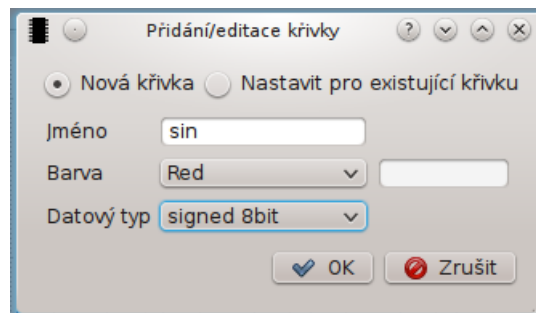 Přidání/editace křivky
Nová křivka Nastavit pro existující křivku
Jméno sin
Barva Red
Datový typ signed 8bit
OK Zrušit